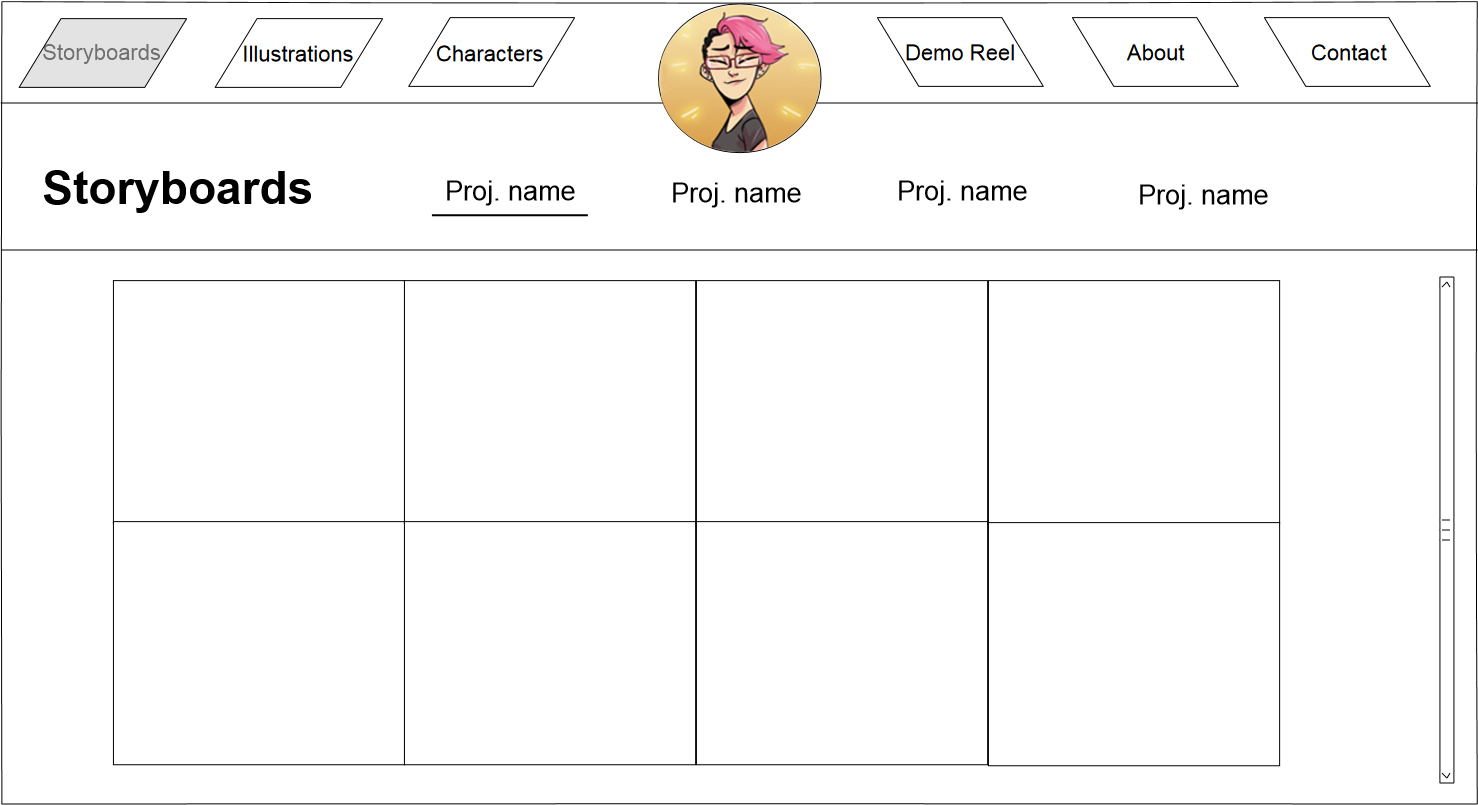 Storyboards
Illustrations
Characters
Demo Reel
About
Contact
Storyboards
Proj. name
Proj. name
Proj. name
Proj. name